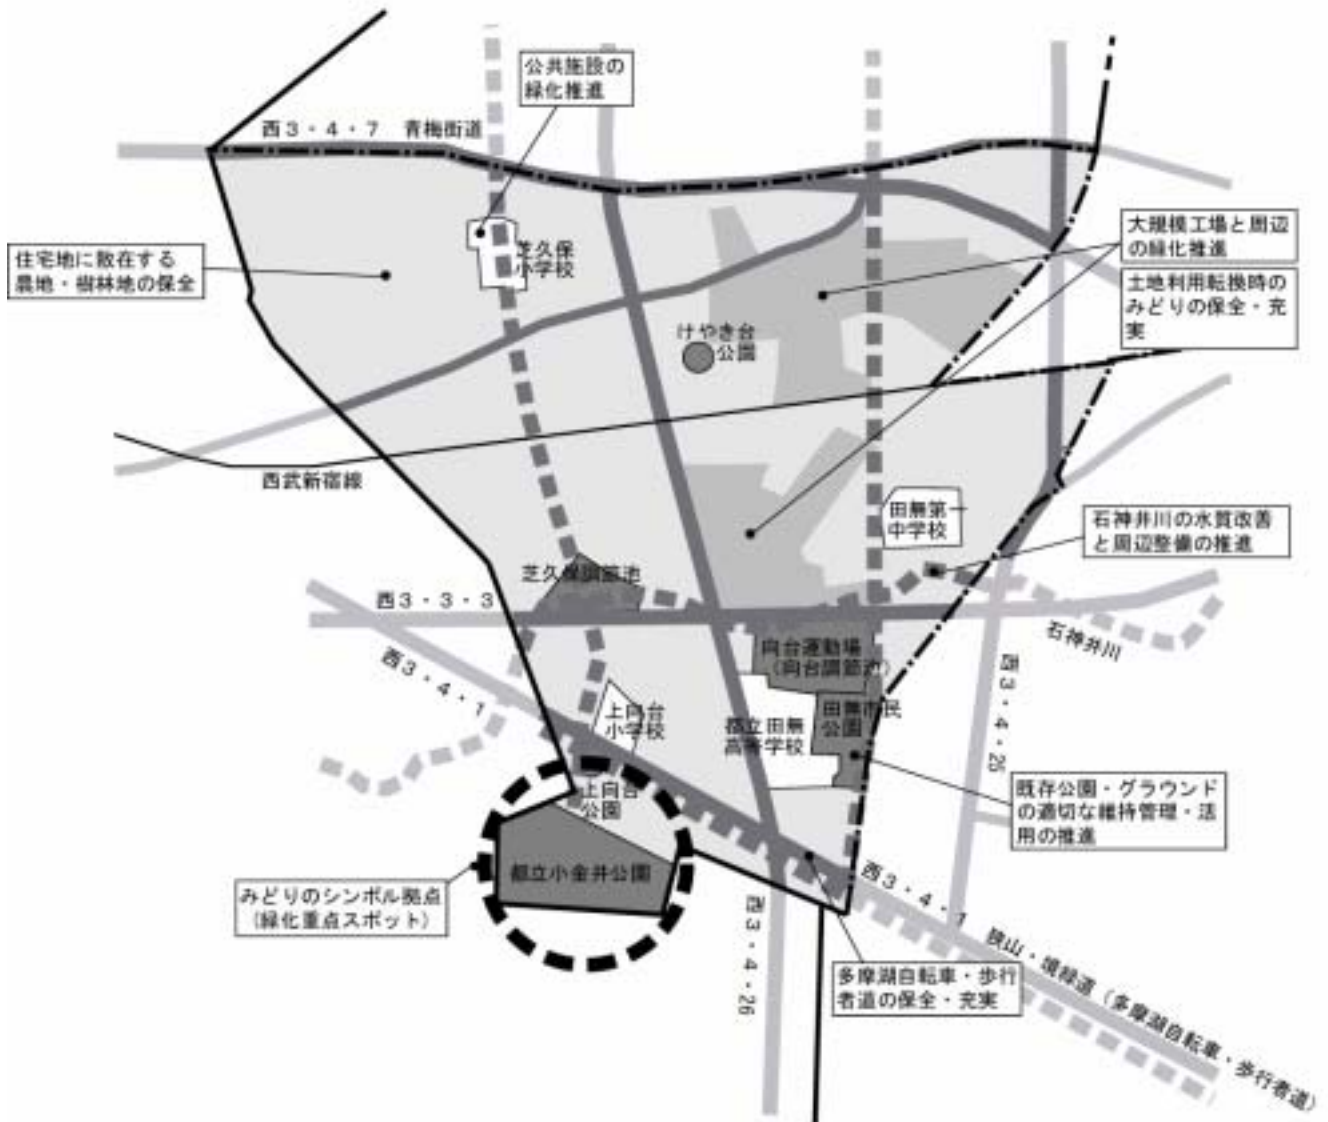 公共施設の
緑化推進
西3・4・7　青梅街道
大規模工場と周辺
の緑化推進
住宅地に散在する
農地・樹林地の保全
芝久保
小学校
土地利用転換時の
みどりの保全・充
実
けやき台
公園
西武新宿線
田無第一
中学校
石神井川の水質改善
と周辺整備の推進
芝久保調節池
西3・3・3
石神井川
向台運動場
（向台調節池）
西3・4・1
上向台
小学校
都立田無
高等学校
田無市民
公園
西3・4・25
既存公園・グラウンド
の適切な維持管理・活
用の推進
上向台
公園
都立小金井公園
みどりのシンボル拠点
（緑化重点スポット）
西3・4・1
西3・4・26
多摩湖自転車・歩行
者道の保全・充実
狭山・境緑道（多摩湖自転車・歩行者道）